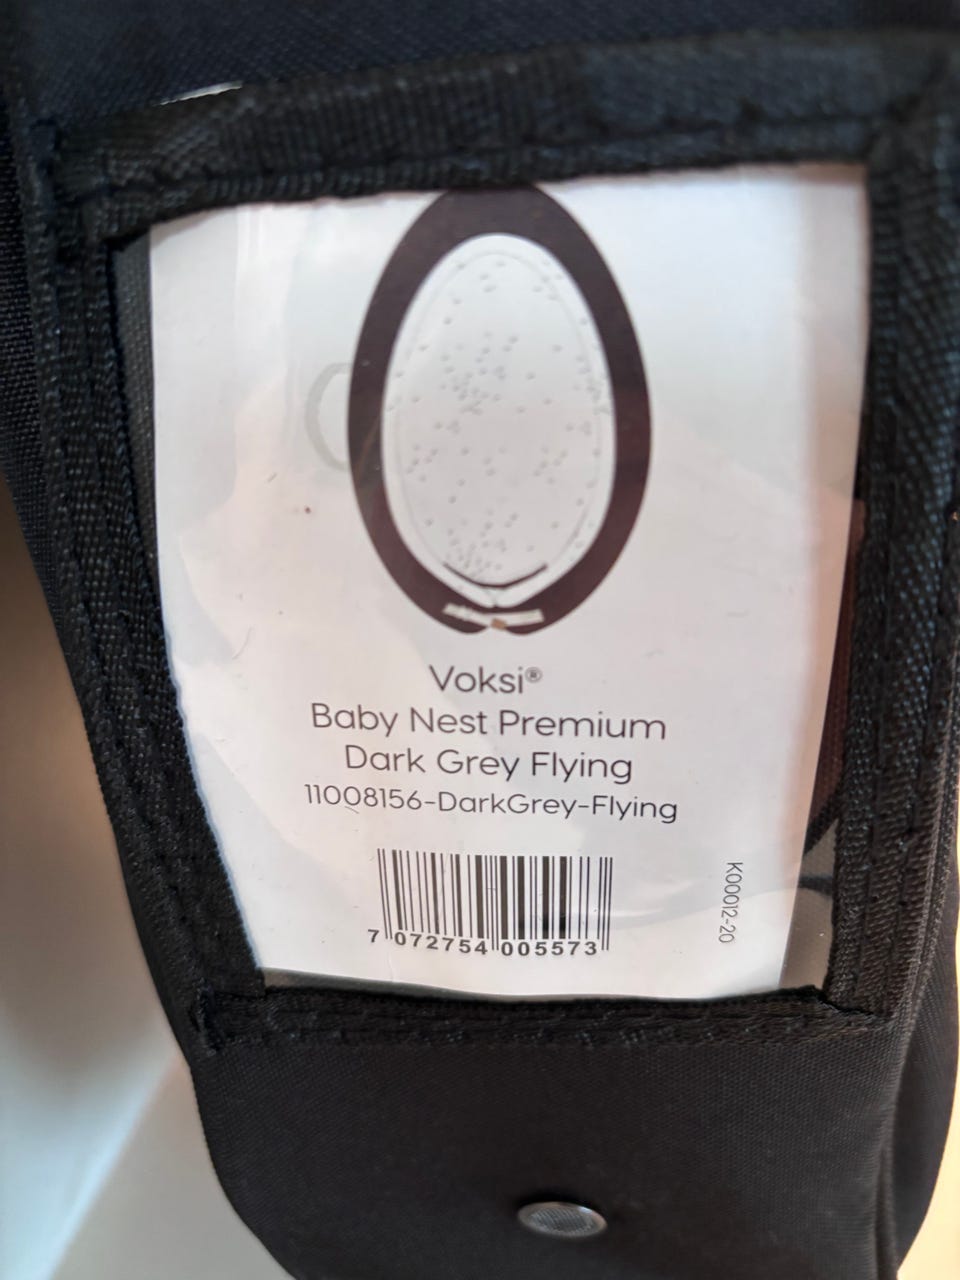 Voksi®
Baby Nest Premium
Dark Grey Flying
11008156-DarkGrey-Flying
7 072754 005573
K00012-20